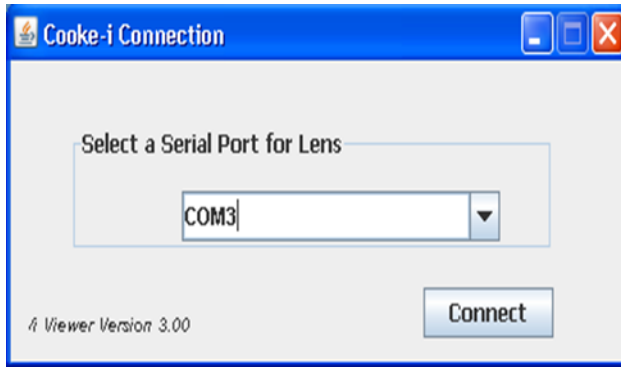 Cooke-i Connection
Select a Serial Port for Lens
COM3
Connect
/i Viewer Version 3.00